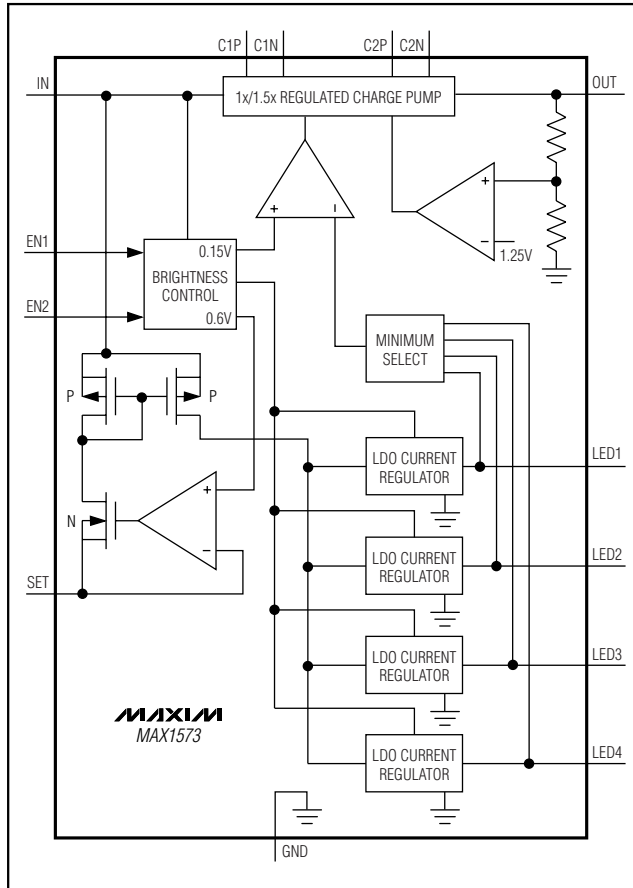 C1P C1N C2P C2N
IN
OUT
1x/1.5x REGULATED CHARGE PUMP
+
−
+
−
1.25V
EN1
EN2
BRIGHTNESS
CONTROL
0.15V
0.6V
MINIMUM
SELECT
P
P
N
+
−
SET
LDO CURRENT
REGULATOR
LED1
LDO CURRENT
REGULATOR
LED2
LDO CURRENT
REGULATOR
LED3
LDO CURRENT
REGULATOR
LED4
MAXIM
MAX1573
GND